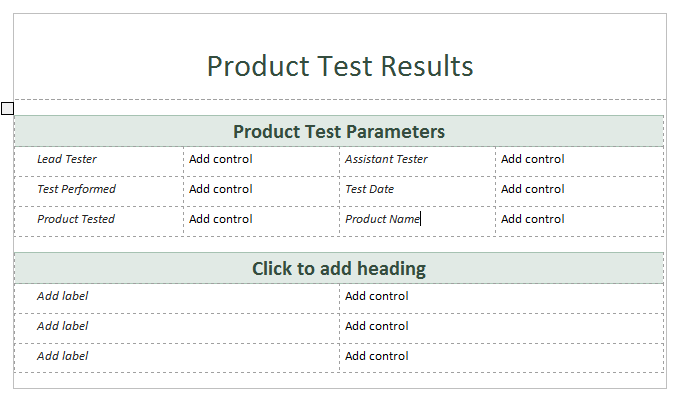 Product Test Results
Product Test Parameters
Lead Tester Add control Assistant Tester Add control
Test Performed Add control Test Date Add control
Product Tested Add control Product Name Add control
Click to add heading
Add label Add control
Add label Add control
Add label Add control